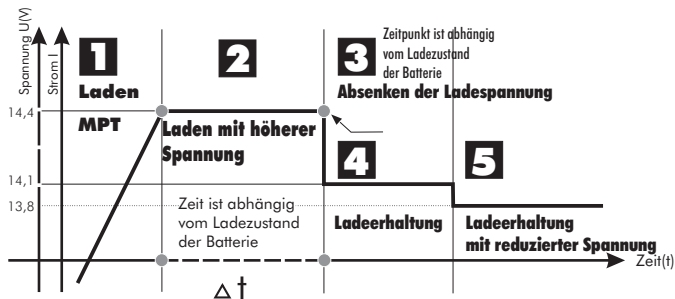 Spannung U(V)
Strom I
1
Laden
MPT
2
3
Zeitpunkt ist abhängig
vom Ladezustand
der Batterie
Absenken der Ladespannung
14,4
Laden mit höherer
Spannung
4
5
14,1
13,8
Zeit ist abhängig
vom Ladezustand
der Batterie
Ladeerhaltung
Ladeerhaltung
mit reduzierter Spannung
Zeit(t)
△ t